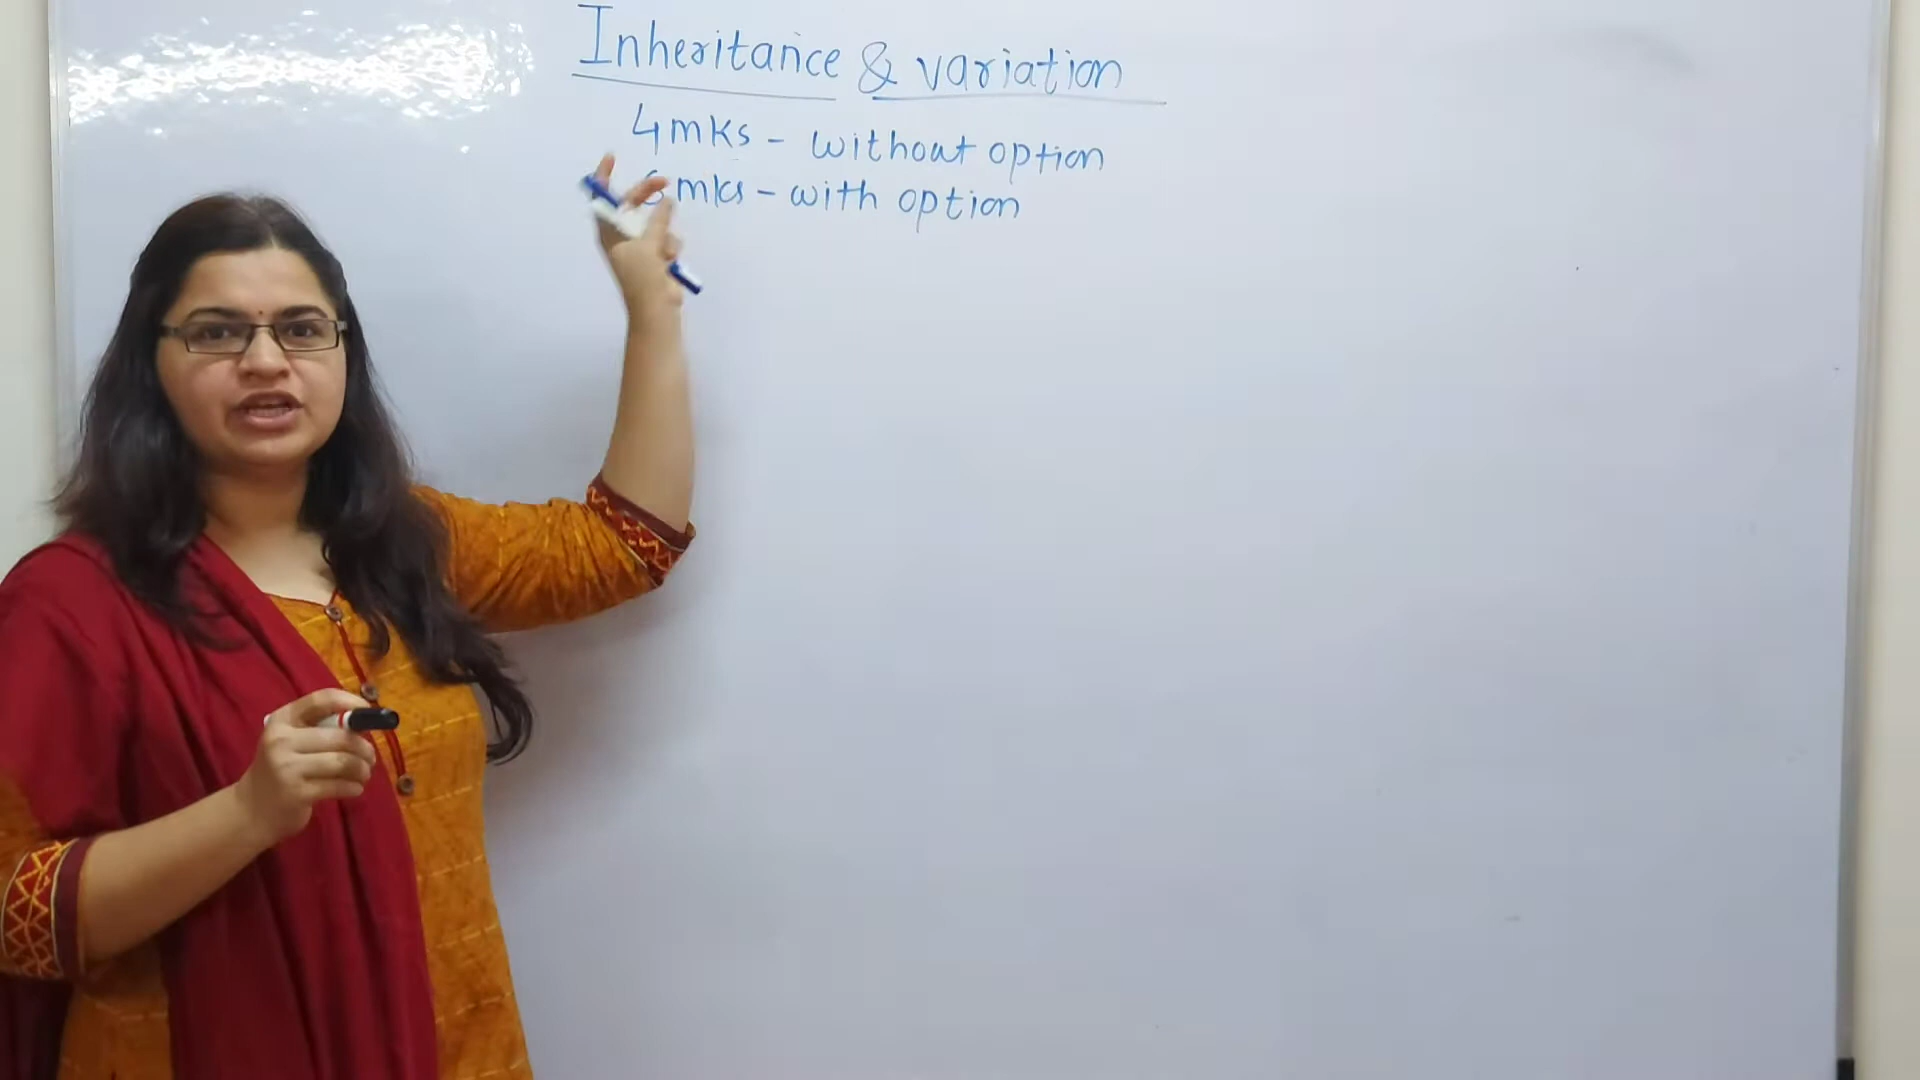 Inheritance & variation
4mks - without option
6mks - with option